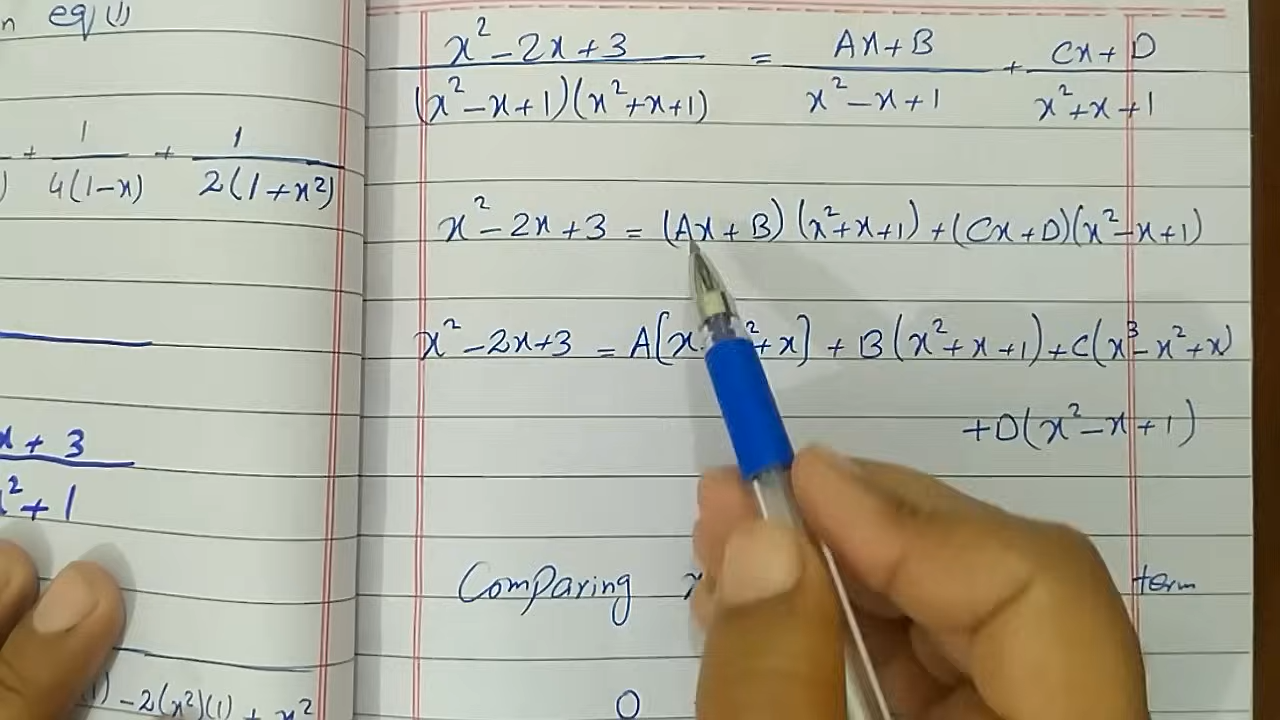 n eq (1)
+ 1/4(1-x) + 1/2(1+x²)
x + 3
² + 1
) - 2(x²)(1) + x²
x² - 2x + 3 / (x² - x + 1)(x² + x + 1) = Ax + B / x² - x + 1 + Cx + D / x² + x + 1
x² - 2x + 3 = (Ax + B)(x² + x + 1) + (Cx + D)(x² - x + 1)
x² - 2x + 3 = A[x ² + x] + B(x² + x + 1) + C(x³ - x² + x)
+ D(x² - x + 1)
Comparing term
0